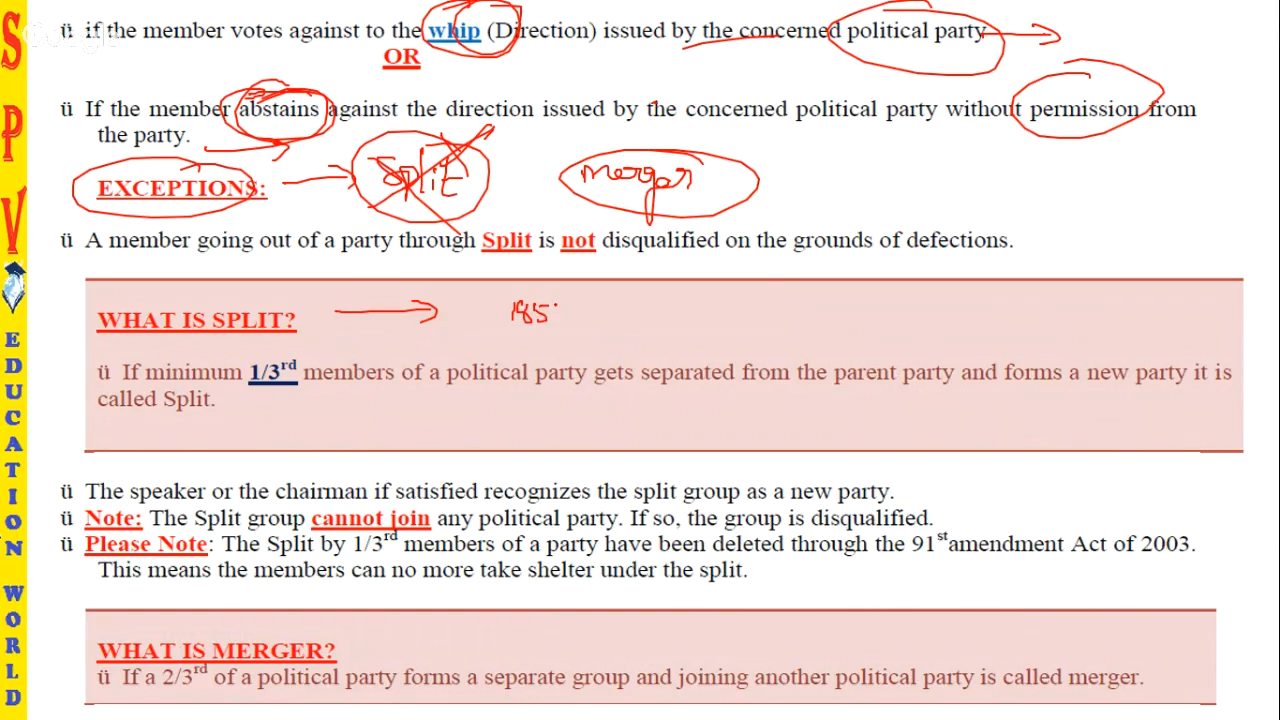 SPV EDUCATION WORLD
ü if the member votes against to the whip (Direction) issued by the concerned political party
OR
ü If the member abstains against the direction issued by the concerned political party without permission from
the party.
EXCEPTIONS:
Split
merger
ü A member going out of a party through Split is not disqualified on the grounds of defections.
WHAT IS SPLIT?
1985
ü If minimum 1/3rd members of a political party gets separated from the parent party and forms a new party it is
called Split.
ü The speaker or the chairman if satisfied recognizes the split group as a new party.
ü Note: The Split group cannot join any political party. If so, the group is disqualified.
ü Please Note: The Split by 1/3rd members of a party have been deleted through the 91st amendment Act of 2003.
This means the members can no more take shelter under the split.
WHAT IS MERGER?
ü If a 2/3rd of a political party forms a separate group and joining another political party is called merger.